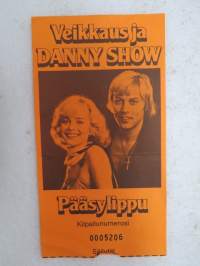 Veikkaus ja
DANNY SHOW
Pääsylippu
Kilpailunumerosi
0005206